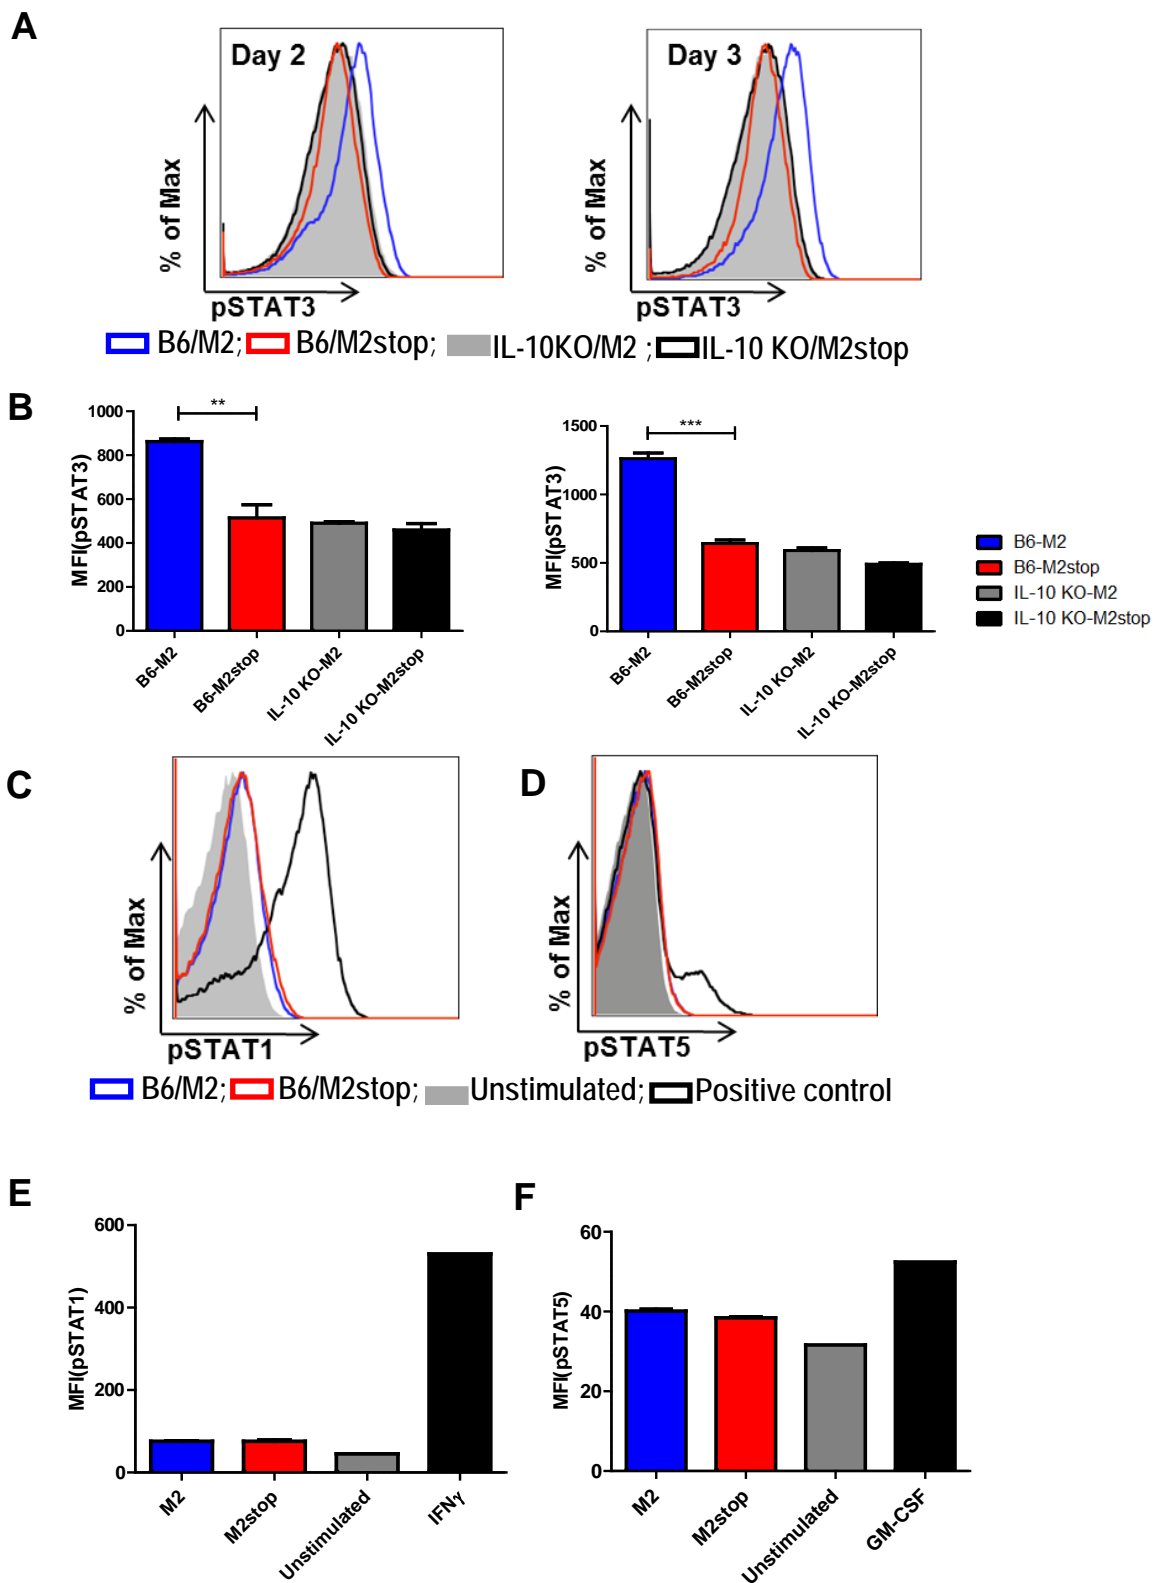 A
Day 2
Day 3
% of Max
% of Max
pSTAT3
pSTAT3
B6/M2; B6/M2stop; IL-10KO/M2 ; IL-10 KO/M2stop
B
**
1000
800
600
400
200
0
MFI(pSTAT3)
B6-M2
B6-M2stop
IL-10 KO-M2
IL-10 KO-M2stop
***
1500
1000
500
0
MFI(pSTAT3)
B6-M2
B6-M2stop
IL-10 KO-M2
IL-10 KO-M2stop
B6-M2
B6-M2stop
IL-10 KO-M2
IL-10 KO-M2stop
C
% of Max
pSTAT1
D
% of Max
pSTAT5
B6/M2; B6/M2stop; Unstimulated; Positive control
E
600
400
200
0
MFI(pSTAT1)
M2
M2stop
Unstimulated
IFNγ
F
60
40
20
0
MFI(pSTAT5)
M2
M2stop
Unstimulated
GM-CSF